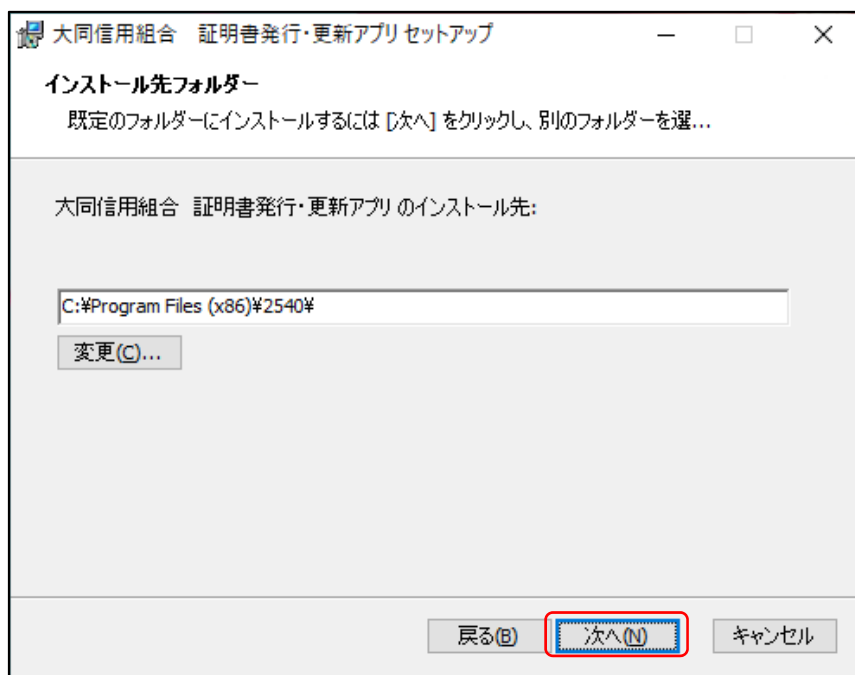 大同信用組合　証明書発行・更新アプリ セットアップ
インストール先フォルダー
既定のフォルダーにインストールするには [次へ] をクリックし、別のフォルダーを選...
大同信用組合　証明書発行・更新アプリ のインストール先:
C:¥Program Files (x86)¥2540¥
変更(C)...
戻る(B) 次へ(N) キャンセル